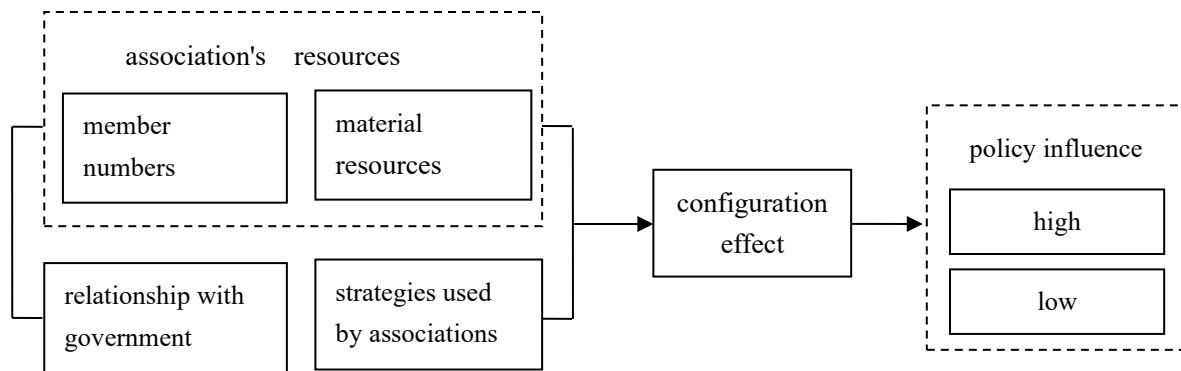 association's resources
member
numbers
material
resources
relationship with
government
strategies used
by associations
configuration
effect
policy influence
high
low